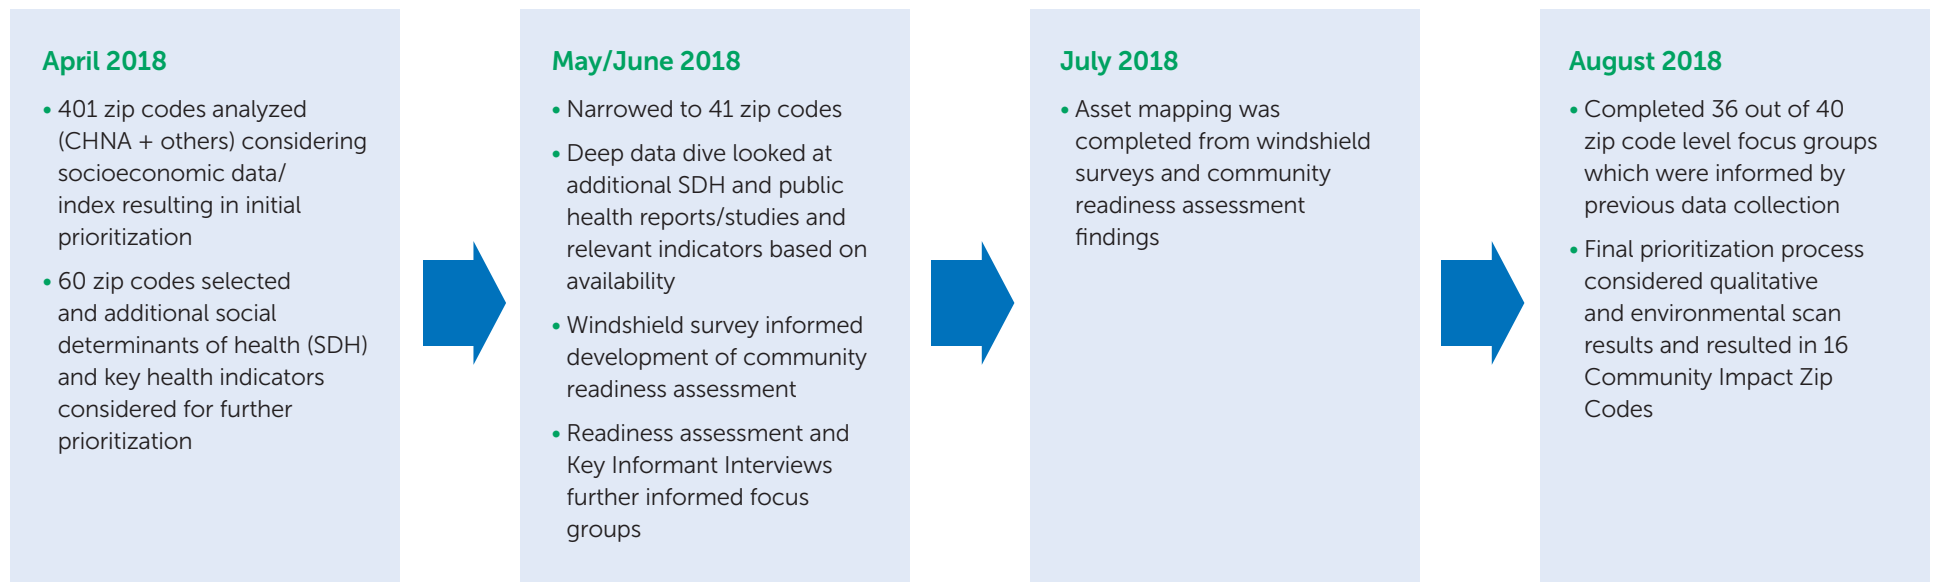 April 2018
• 401 zip codes analyzed
(CHNA + others) considering
socioeconomic data/
index resulting in initial
prioritization
• 60 zip codes selected
and additional social
determinants of health (SDH)
and key health indicators
considered for further
prioritization
May/June 2018
• Narrowed to 41 zip codes
• Deep data dive looked at
additional SDH and public
health reports/studies and
relevant indicators based on
availability
• Windshield survey informed
development of community
readiness assessment
• Readiness assessment and
Key Informant Interviews
further informed focus
groups
July 2018
• Asset mapping was
completed from windshield
surveys and community
readiness assessment
findings
August 2018
• Completed 36 out of 40
zip code level focus groups
which were informed by
previous data collection
• Final prioritization process
considered qualitative
and environmental scan
results and resulted in 16
Community Impact Zip
Codes